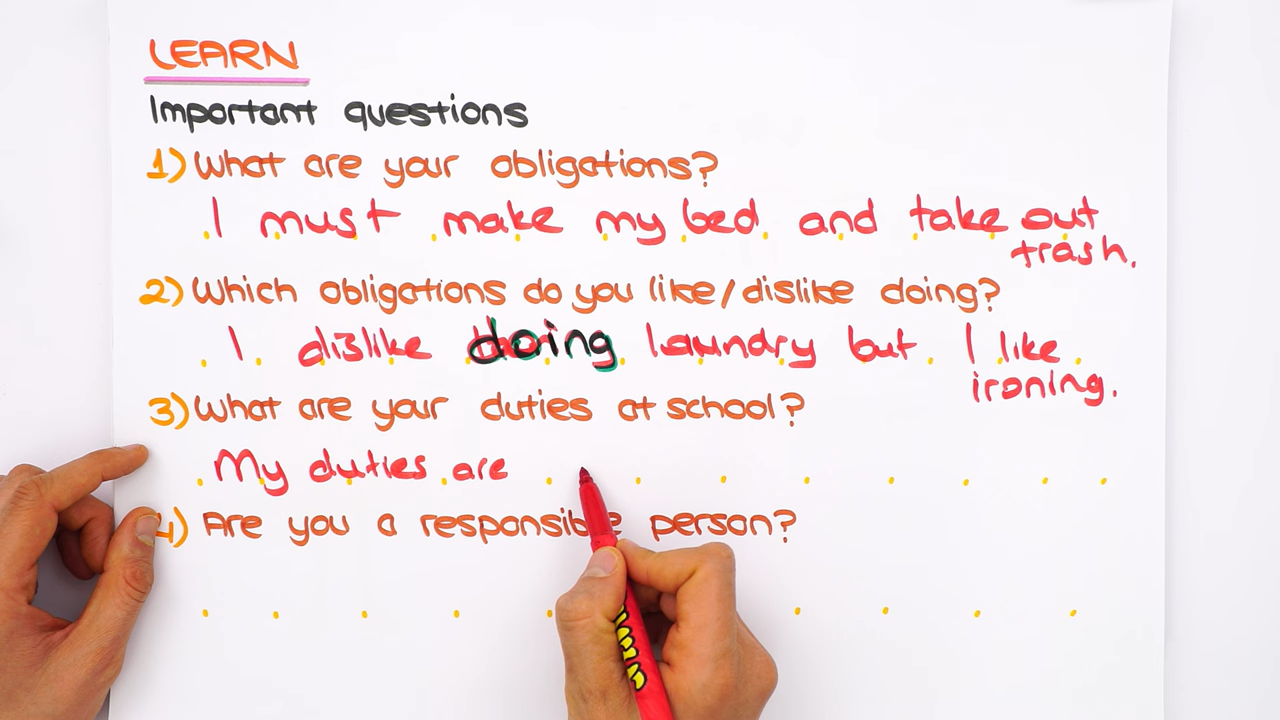 LEARN
Important questions
1) What are your obligations?
I must make my bed and take out
trash.
2) Which obligations do you like/dislike doing?
I dislike doing laundry but I like
ironing.
3) What are your duties at school?
My duties are
4) Are you a responsible person?